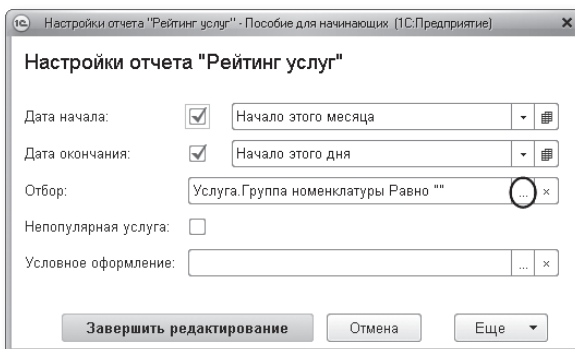 1С Настройки отчета "Рейтинг услуг" - Пособие для начинающих (1С:Предприятие) ×
Настройки отчета "Рейтинг услуг"
Дата начала: Начало этого месяца
Дата окончания: Начало этого дня
Отбор: Услуга.Группа номенклатуры Равно "" ... ×
Непопулярная услуга:
Условное оформление: ... ×
Завершить редактирование Отмена Еще